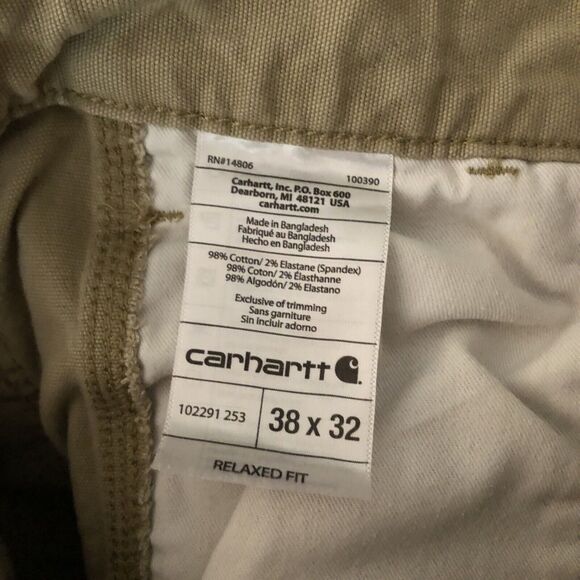 RN#14806 100390
Carhartt, Inc. P.O. Box 600
Dearborn, MI 48121 USA
carhartt.com
Made in Bangladesh
Fabriqué au Bangladesh
Hecho en Bangladesh
98% Cotton/ 2% Elastane (Spandex)
98% Coton/ 2% Élasthanne
98% Algodón/ 2% Elastano
Exclusive of trimming
Sans garniture
Sin incluir adorno
carhartt
102291 253 38 x 32
RELAXED FIT